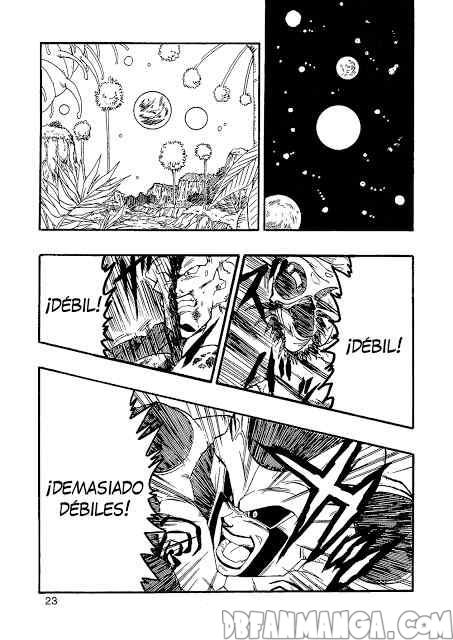 ¡DÉBIL!
¡DÉBIL!
¡DEMASIADO
DÉBILES!
23
DBFANMANGA.COM